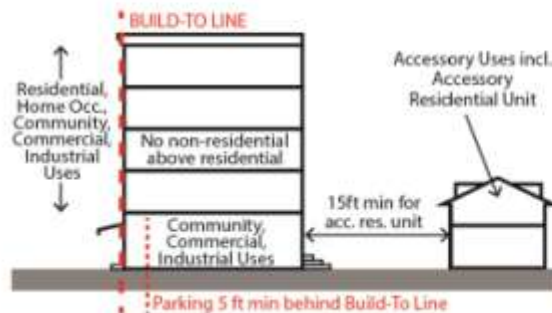 BUILD-TO LINE
Residential,
Home Occ.,
Community,
Commercial,
Industrial
Uses
No non-residential
above residential
Community,
Commercial,
Industrial Uses
Accessory Uses incl.
Accessory
Residential Unit
15ft min for
acc. res. unit
Parking 5 ft min behind Build-To Line